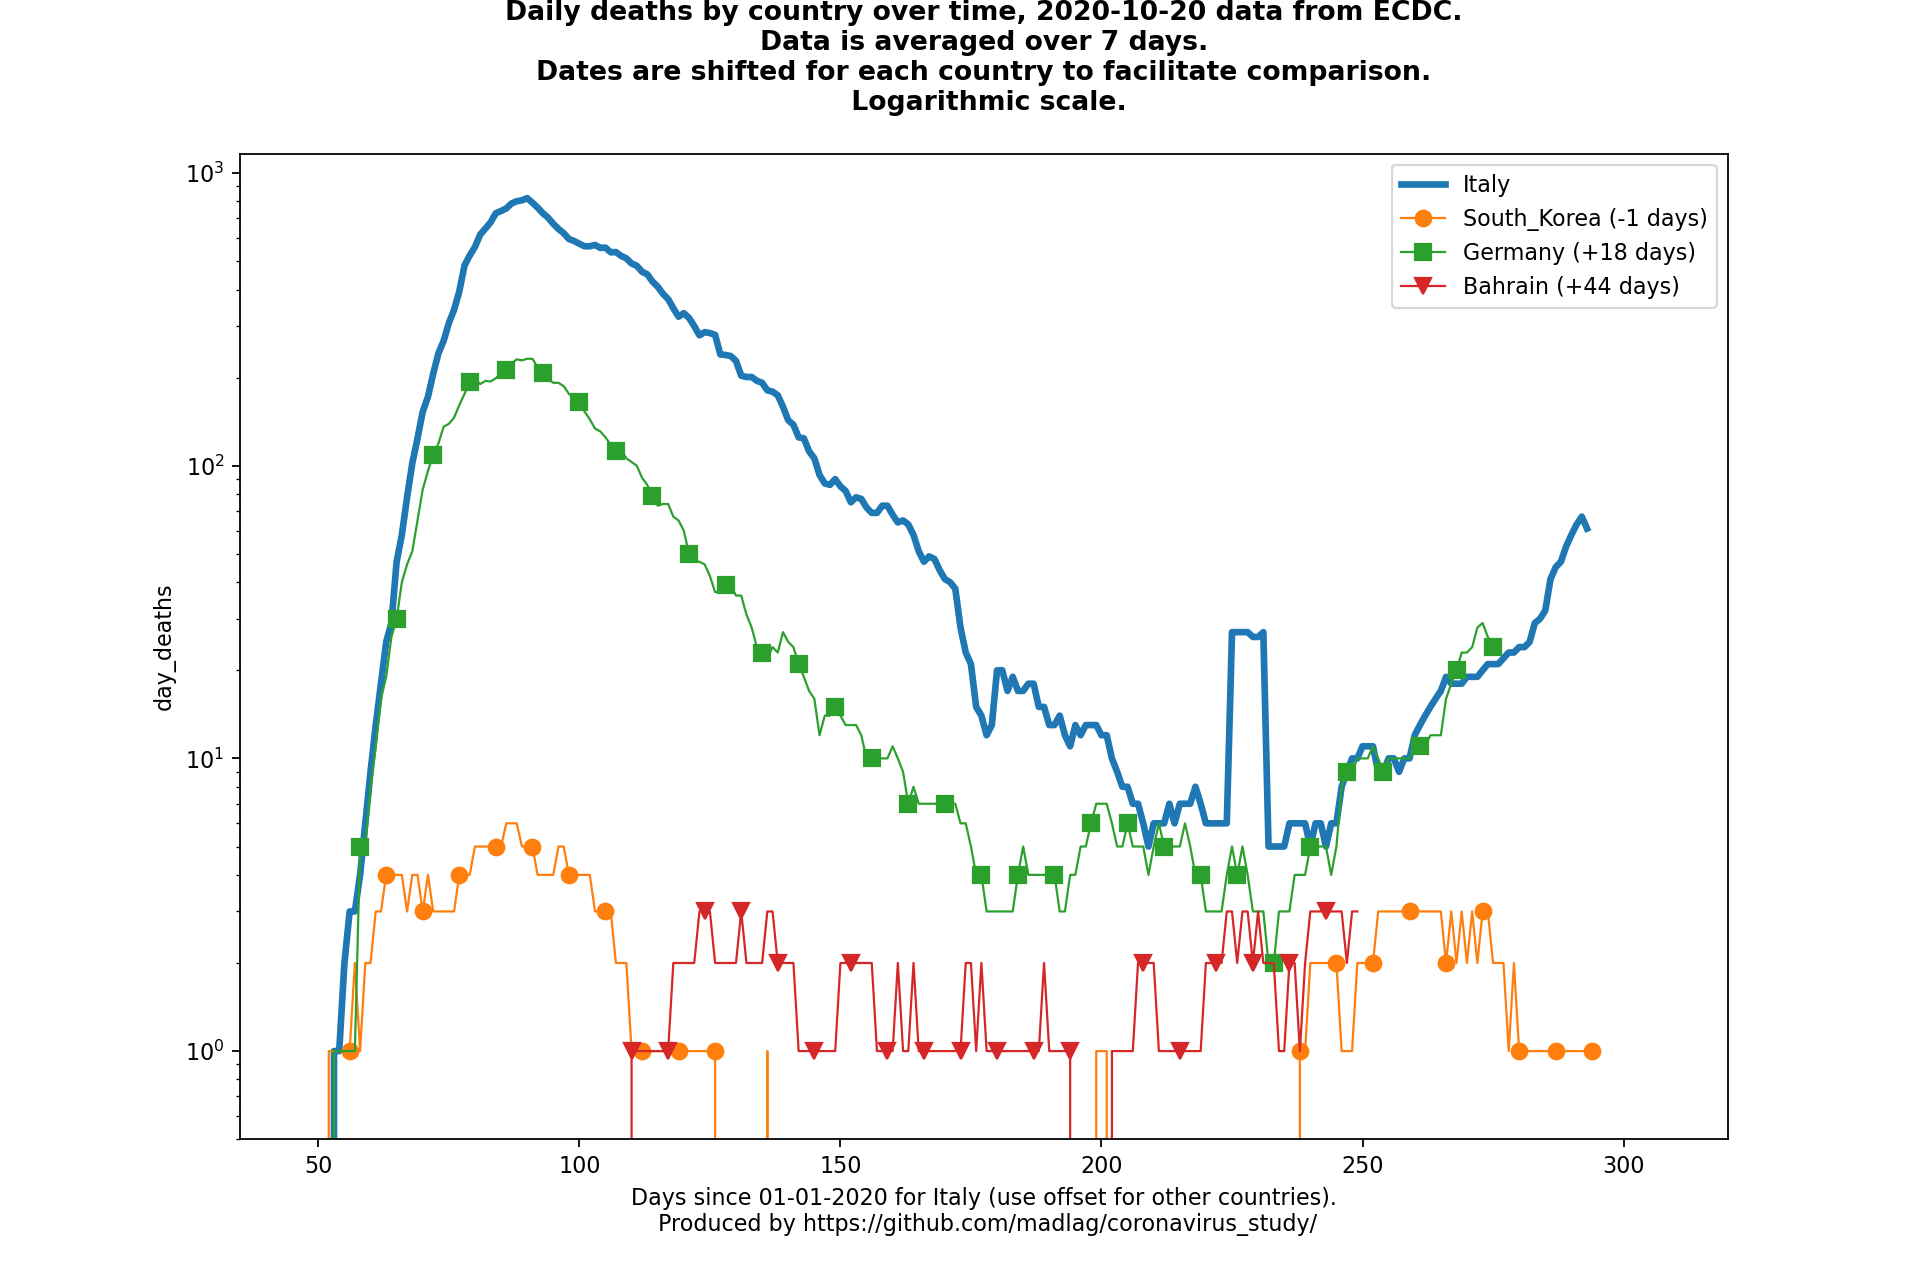 Daily deaths by country over time, 2020-10-20 data from ECDC.
Data is averaged over 7 days.
Dates are shifted for each country to facilitate comparison.
Logarithmic scale.
10³
10²
10¹
10⁰
day_deaths
Italy
South_Korea (-1 days)
Germany (+18 days)
Bahrain (+44 days)
50 100 150 200 250 300
Days since 01-01-2020 for Italy (use offset for other countries).
Produced by https://github.com/madlag/coronavirus_study/